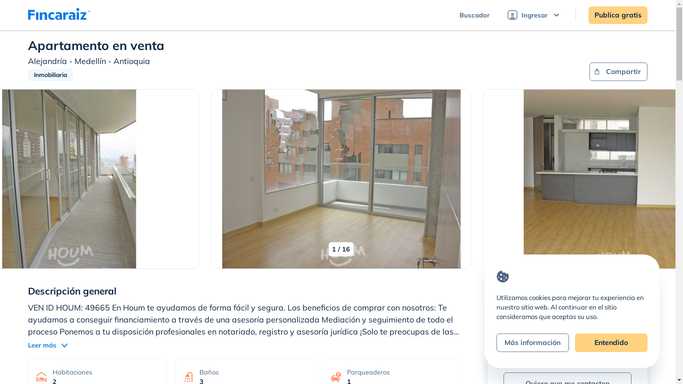 Fincaraiz
Buscador
Ingresar
Publica gratis
Apartamento en venta
Alejandría - Medellín - Antioquia
Inmobiliaria
Compartir
HOUM
HOUM
HOUM
1 / 16
Descripción general
VEN ID HOUM: 49665 En Houm te ayudamos de forma fácil y segura. Los beneficios de comprar con nosotros: Te
ayudamos a conseguir financiamiento a través de una asesoría personalizada Mediación y seguimiento de todo el
proceso Ponemos a tu disposición profesionales en notariado, registro y asesoría jurídica ¡Solo te preocupas de las...
Leer más
Habitaciones
2
Baños
3
Parqueaderos
1
Utilizamos cookies para mejorar tu experiencia en
nuestro sitio web. Al continuar en el sitio
consideramos que aceptas su uso.
Más información
Entendido
Quiero que me contacten